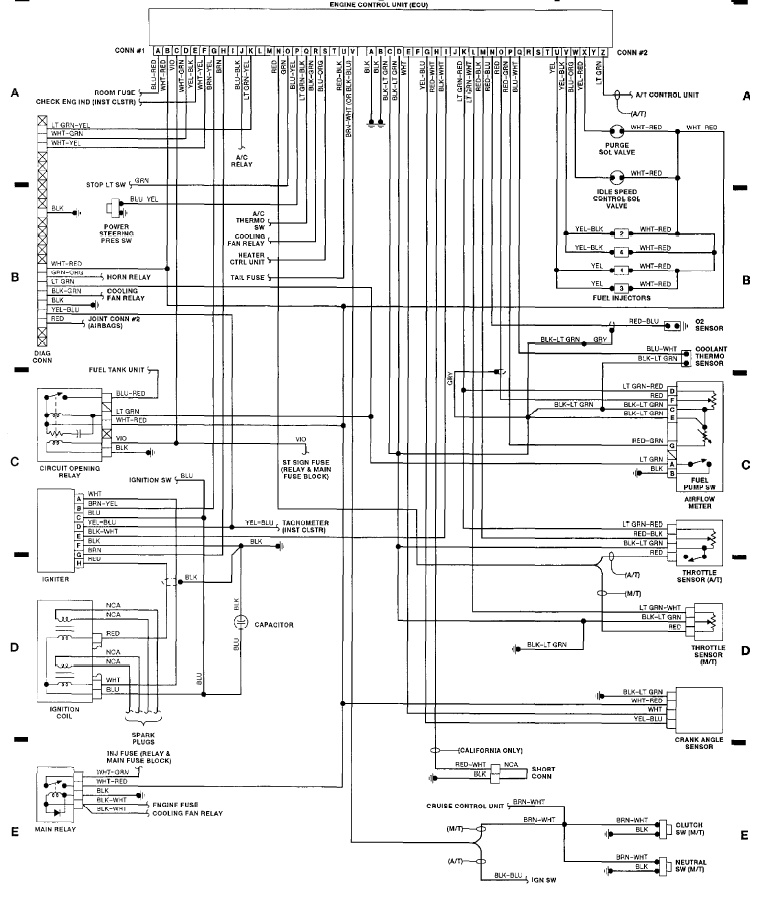 ENGINE CONTROL UNIT (ECU)
CONN #1 A B C D E F G H I J K L M N O P Q R S T U V A B C D E F G H I J K L M N O P Q R S T U V W X Y Z CONN #2
BLU-RED
WHT-RED
VIO
WHT-GRN
YEL-BLK
WHT-YEL
BRN-YEL
BRN
BLU-BLK
LT GRN-YEL
RED
GRN
BLU-YEL
LT GRN-BLK
BLK-GRN
BLU-ORG
RED-BLK
BRN-WHT (OR BLK-BLU)
BLK
BLK
BLK-LT GRN
BLK-LT GRN
WHT
YEL-BLU
RED-WHT
BLK-WHT
LT GRN-RED
LT GRN-WHT
RED-BLK
RED-BLU
RED
RED-GRN
BLU-WHT
YEL
YEL-BLK
BLU-ORG
WHT-RED
LT GRN
A
ROOM FUSE
CHECK ENG IND (INST CLSTR)
A/T CONTROL UNIT
A
(A/T)
LT GRN-YEL
WHT-GRN
WHT-YEL
A/C
RELAY
WHT-RED
WHT RED
PURGE
SOL VALVE
STOP LT SW
GRN
WHT-RED
IDLE SPEED
CONTROL SOL
VALVE
BLK
BLU YEL
POWER
STEERING
PRES SW
A/C
THERMO
SW
COOLING
FAN RELAY
HEATER
CTRL UNIT
TAIL FUSE
YEL-BLK 2 WHT-RED
YEL-BLK 4 WHT-RED
YEL 1 WHT-RED
YEL 3 WHT-RED
FUEL INJECTORS
B
B
WHT-RED
GRN-ORG
HORN RELAY
LT GRN
BLK-GRN
COOLING
FAN RELAY
BLK
YEL-BLU
RED
JOINT CONN #2
(AIRBAGS)
DIAG
CONN
RED-BLU
O2
SENSOR
BLK-LT GRN
GRY
BLU-WHT
BLK-LT GRN
COOLANT
THERMO
SENSOR
FUEL TANK UNIT
BLU-RED
LT GRN
WHT-RED
VIO
BLK
CIRCUIT OPENING
RELAY
VIO
ST SIGN FUSE
(RELAY & MAIN
FUSE BLOCK)
GRY
LT GRN-RED D
RED F
BLK-LT GRN
BLK-LT GRN C
BLK-LT GRN E
RED-GRN G
LT GRN A
BLK B
FUEL
PUMP SW
AIRFLOW
METER
C
C
IGNITION SW
BLU
A WHT
B BRN-YEL
C BLU
D YEL-BLU
E BLK-WHT
F BLK
G BRN
H RED
IGNITER
YEL-BLU
TACHOMETER
(INST CLSTR)
BLK
BLK
LT GRN-RED
RED-BLK
BLK-LT GRN
RED
THROTTLE
SENSOR (A/T)
(A/T)
(M/T)
NCA
NCA
RED
NCA
NCA
WHT
BLU
IGNITION
COIL
BLU
BLK
BLU
CAPACITOR
SPARK
PLUGS
LT GRN-WHT
BLK-LT GRN
RED
BLK-LT GRN
THROTTLE
SENSOR
(M/T)
D
D
BLK-LT GRN
WHT-RED
WHT
YEL-BLU
CRANK ANGLE
SENSOR
INJ FUSE (RELAY &
MAIN FUSE BLOCK)
WHT-GRN
WHT-RED
BLK
BLK-WHT
BLK-WHT
ENGINE FUSE
COOLING FAN RELAY
MAIN RELAY
(CALIFORNIA ONLY)
RED-WHT
NCA
BLK
SHORT
CONN
CRUISE CONTROL UNIT
BRN-WHT
(M/T)
BRN-WHT
BRN-WHT
BLK
CLUTCH
SW (M/T)
(A/T)
BRN-WHT
BLK
NEUTRAL
SW (M/T)
BLK-BLU
IGN SW
E
E